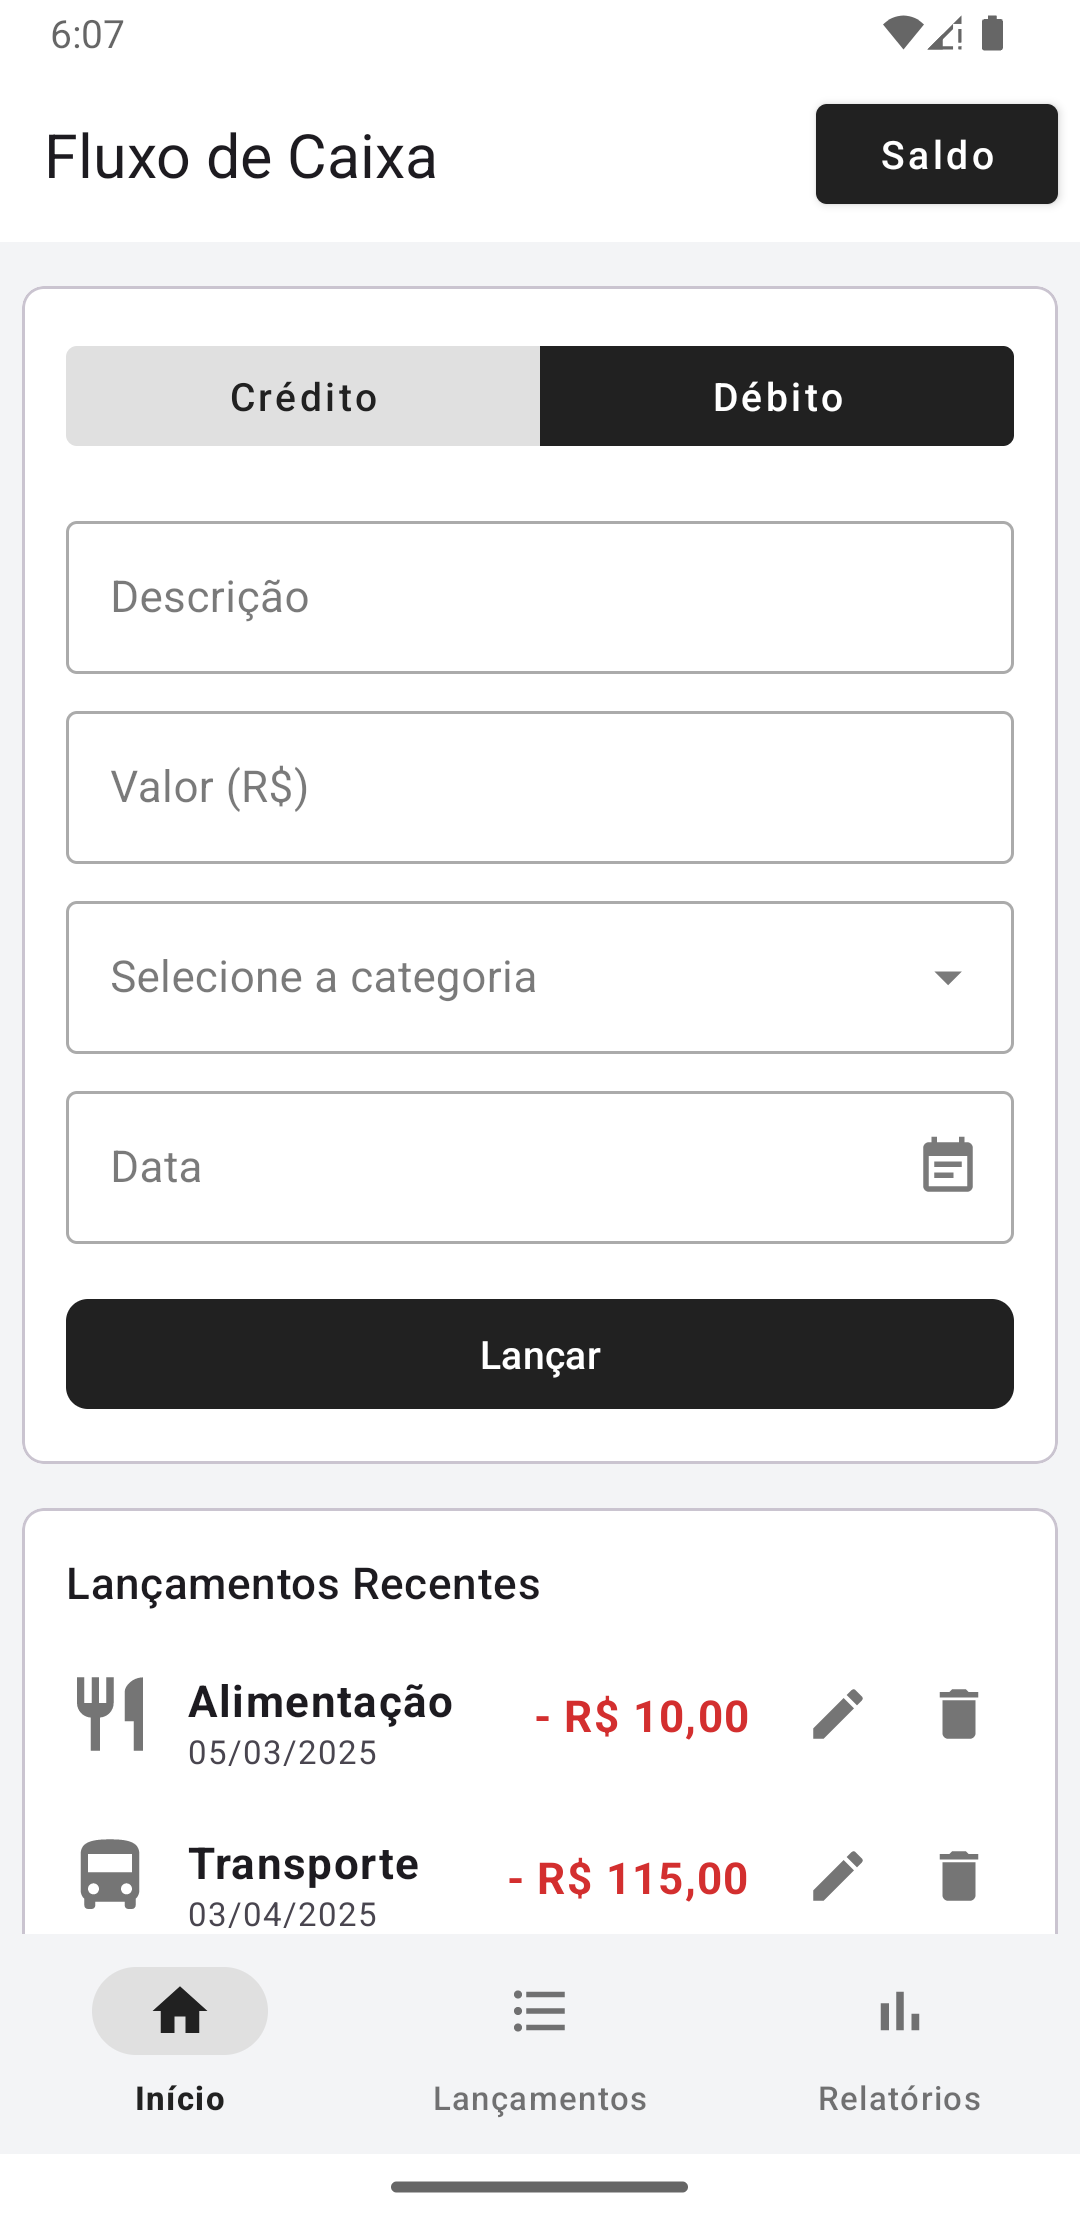 6:07
Fluxo de Caixa
Saldo
Crédito
Débito
Descrição
Valor (R$)
Selecione a categoria
Data
Lançar
Lançamentos Recentes
Alimentação
05/03/2025
- R$ 10,00
Transporte
03/04/2025
- R$ 115,00
Início
Lançamentos
Relatórios